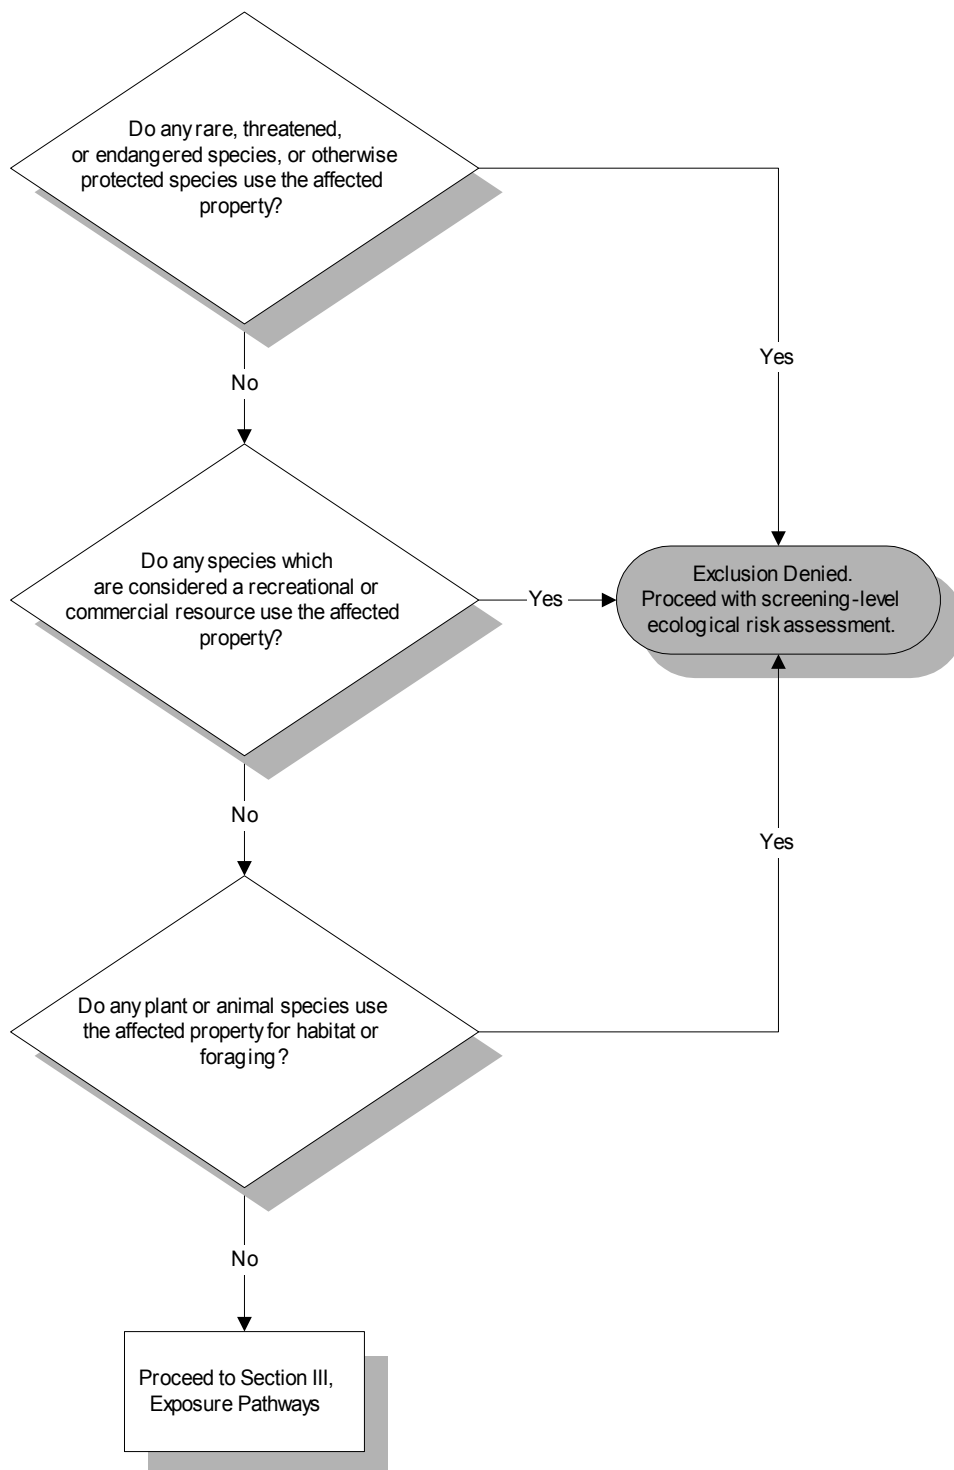 Do any rare, threatened,
or endangered species, or otherwise
protected species use the affected
property?
Yes
No
Do any species which
are considered a recreational or
commercial resource use the affected
property?
Yes
Exclusion Denied.
Proceed with screening-level
ecological risk assessment.
No
Yes
Do any plant or animal species use
the affected property for habitat or
foraging?
No
Proceed to Section III,
Exposure Pathways